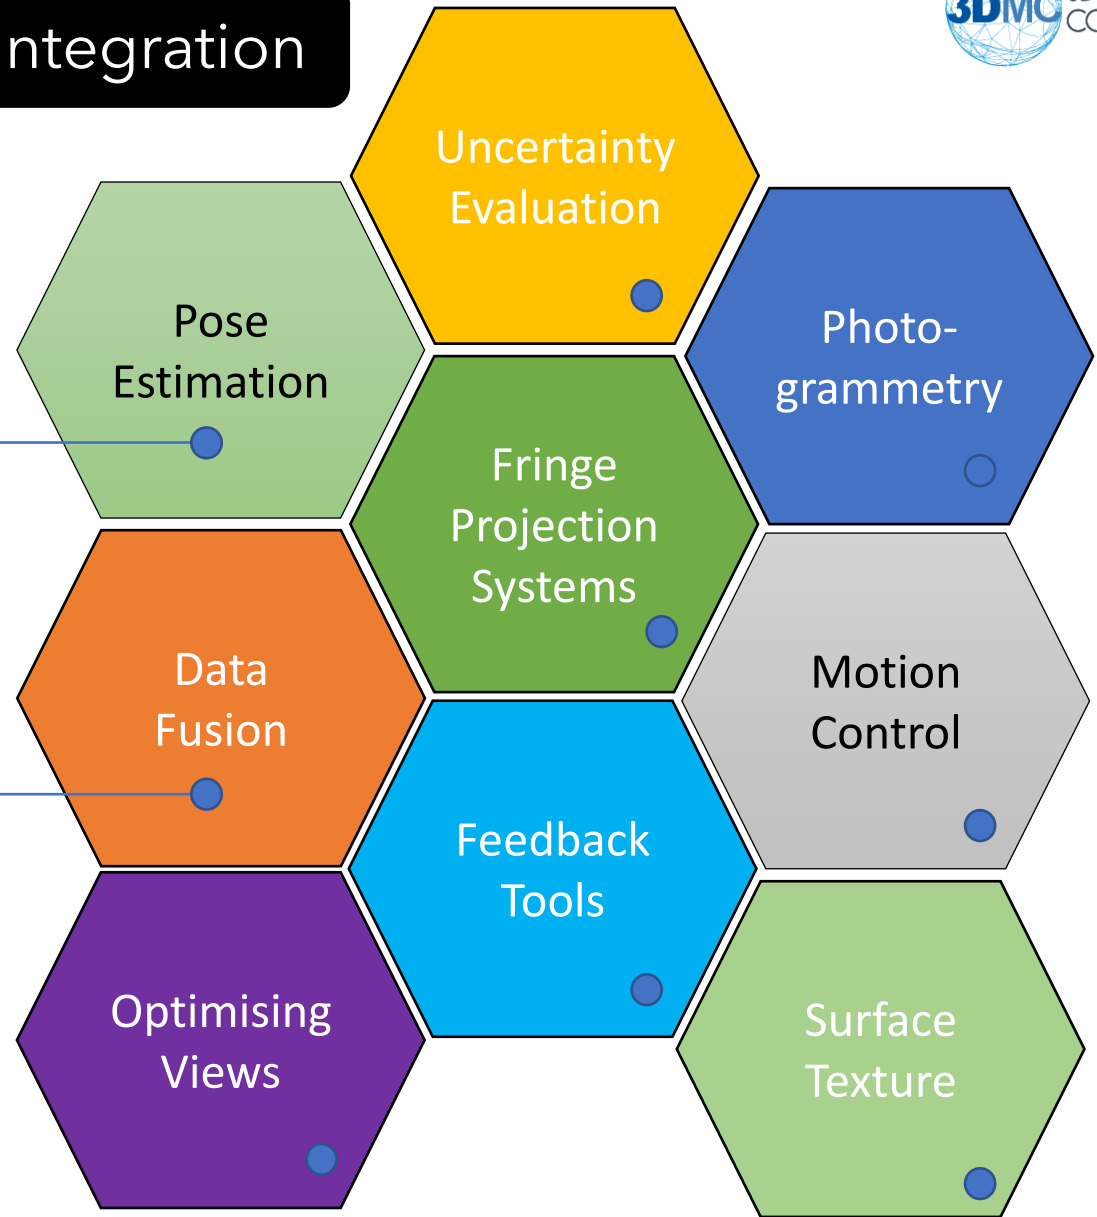 ntegration
3DMC
Uncertainty
Evaluation
Pose
Estimation
Photo-
grammetry
Fringe
Projection
Systems
Data
Fusion
Motion
Control
Feedback
Tools
Optimising
Views
Surface
Texture